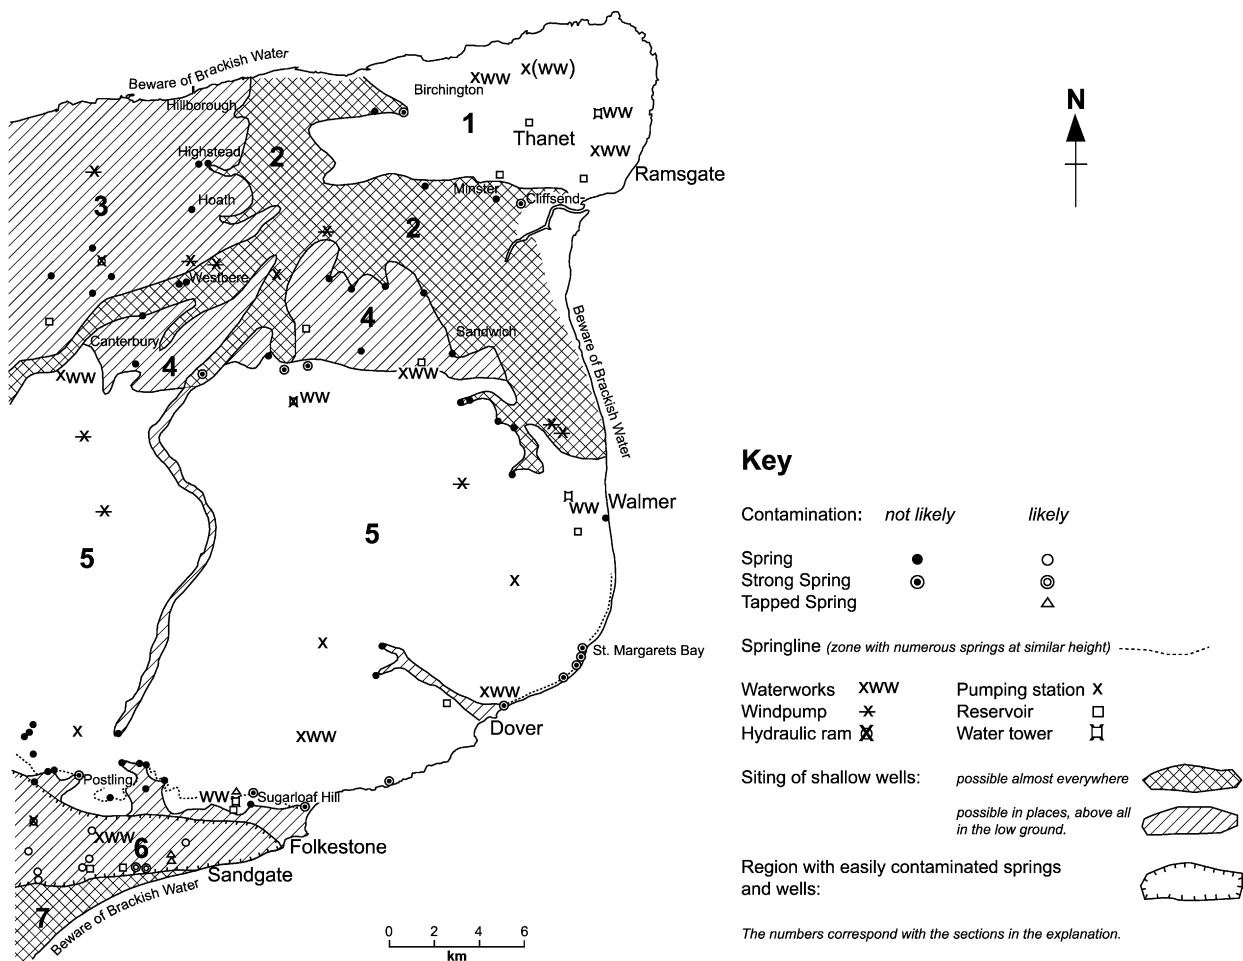 Beware of Brackish Water
Hillborough
Birchington
XWW
X(WW)
WW
1
Thanet
XWW
N
Highstead
2
Ramsgate
Minster
Cliffsend
Hoath
3
2
Westbere
X
4
Sandwich
Canterbury
4
XWW
XWW
WW
Beware of Brackish Water
Walmer
WW
5
5
X
X
St. Margarets Bay
XWW
Dover
X
XWW
Postling
WW
Sugarloaf Hill
XWW
6
Folkestone
Sandgate
7
Beware of Brackish Water
0 2 4 6
km
Key
Contamination: not likely likely
Spring
Strong Spring
Tapped Spring
Springline (zone with numerous springs at similar height)
Waterworks XWW Pumping station X
Windpump Reservoir
Hydraulic ram Water tower
Siting of shallow wells: possible almost everywhere
possible in places, above all
in the low ground.
Region with easily contaminated springs
and wells:
The numbers correspond with the sections in the explanation.